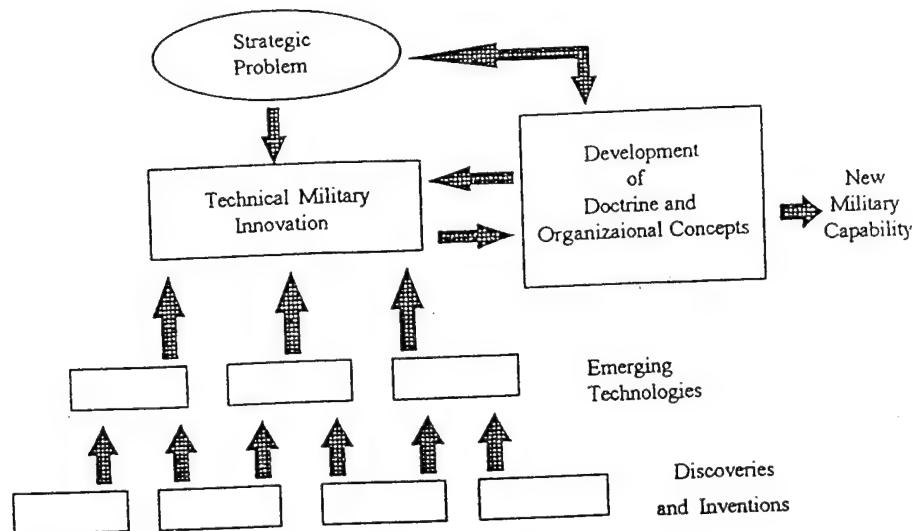 Strategic
Problem
Technical Military
Innovation
Development
of
Doctrine and
Organizaional Concepts
New
Military
Capability
Emerging
Technologies
Discoveries
and Inventions